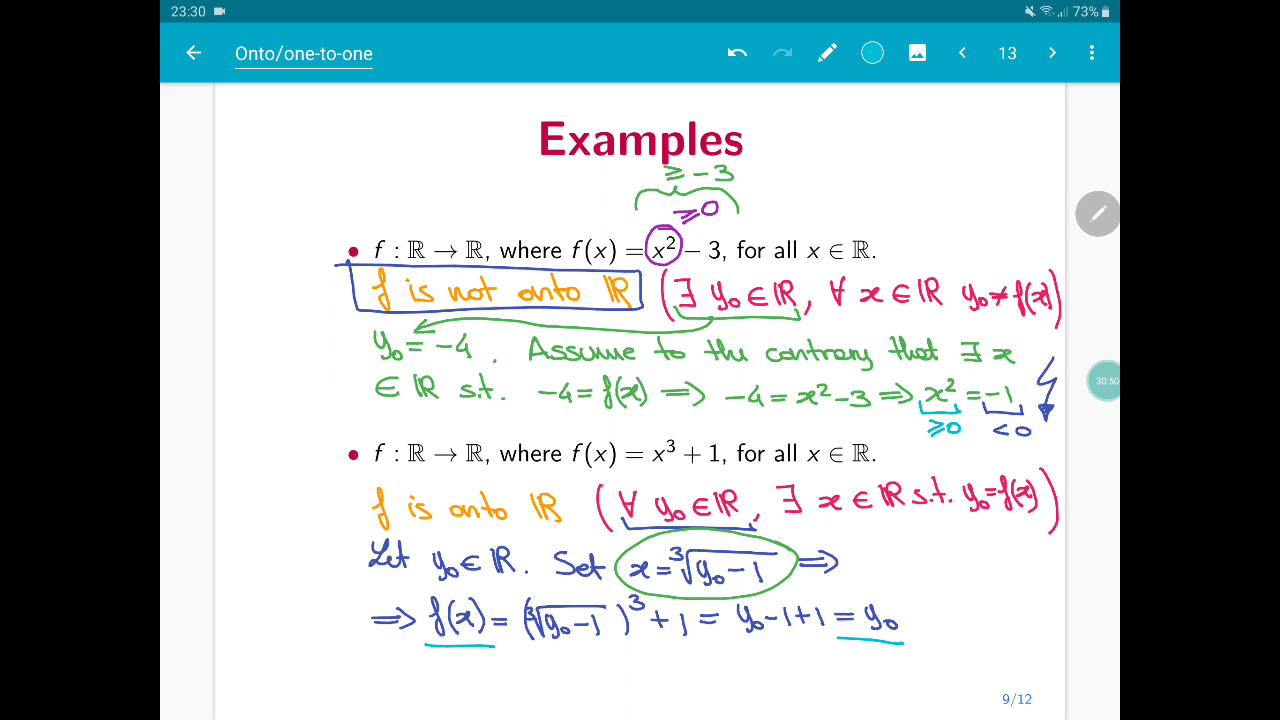 23:30
73%
Onto/one-to-one
13
Examples
≥ -3
≥0
• f : ℝ → ℝ, where f(x) = x² − 3, for all x ∈ ℝ.
f is not onto ℝ (∃ y₀ ∈ ℝ, ∀ x ∈ ℝ y₀ ≠ f(x))
y₀ = -4. Assume to the contrary that ∃ x
∈ ℝ s.t. -4 = f(x) ⟹ -4 = x² - 3 ⟹ x² = -1
≥0 <0
30:50
• f : ℝ → ℝ, where f(x) = x³ + 1, for all x ∈ ℝ.
f is onto ℝ (∀ y₀ ∈ ℝ, ∃ x ∈ ℝ s.t. y₀ = f(x))
Let y₀ ∈ ℝ. Set x = ∛(y₀ - 1) ⟹
⟹ f(x) = (∛(y₀ - 1))³ + 1 = y₀ - 1 + 1 = y₀
9/12